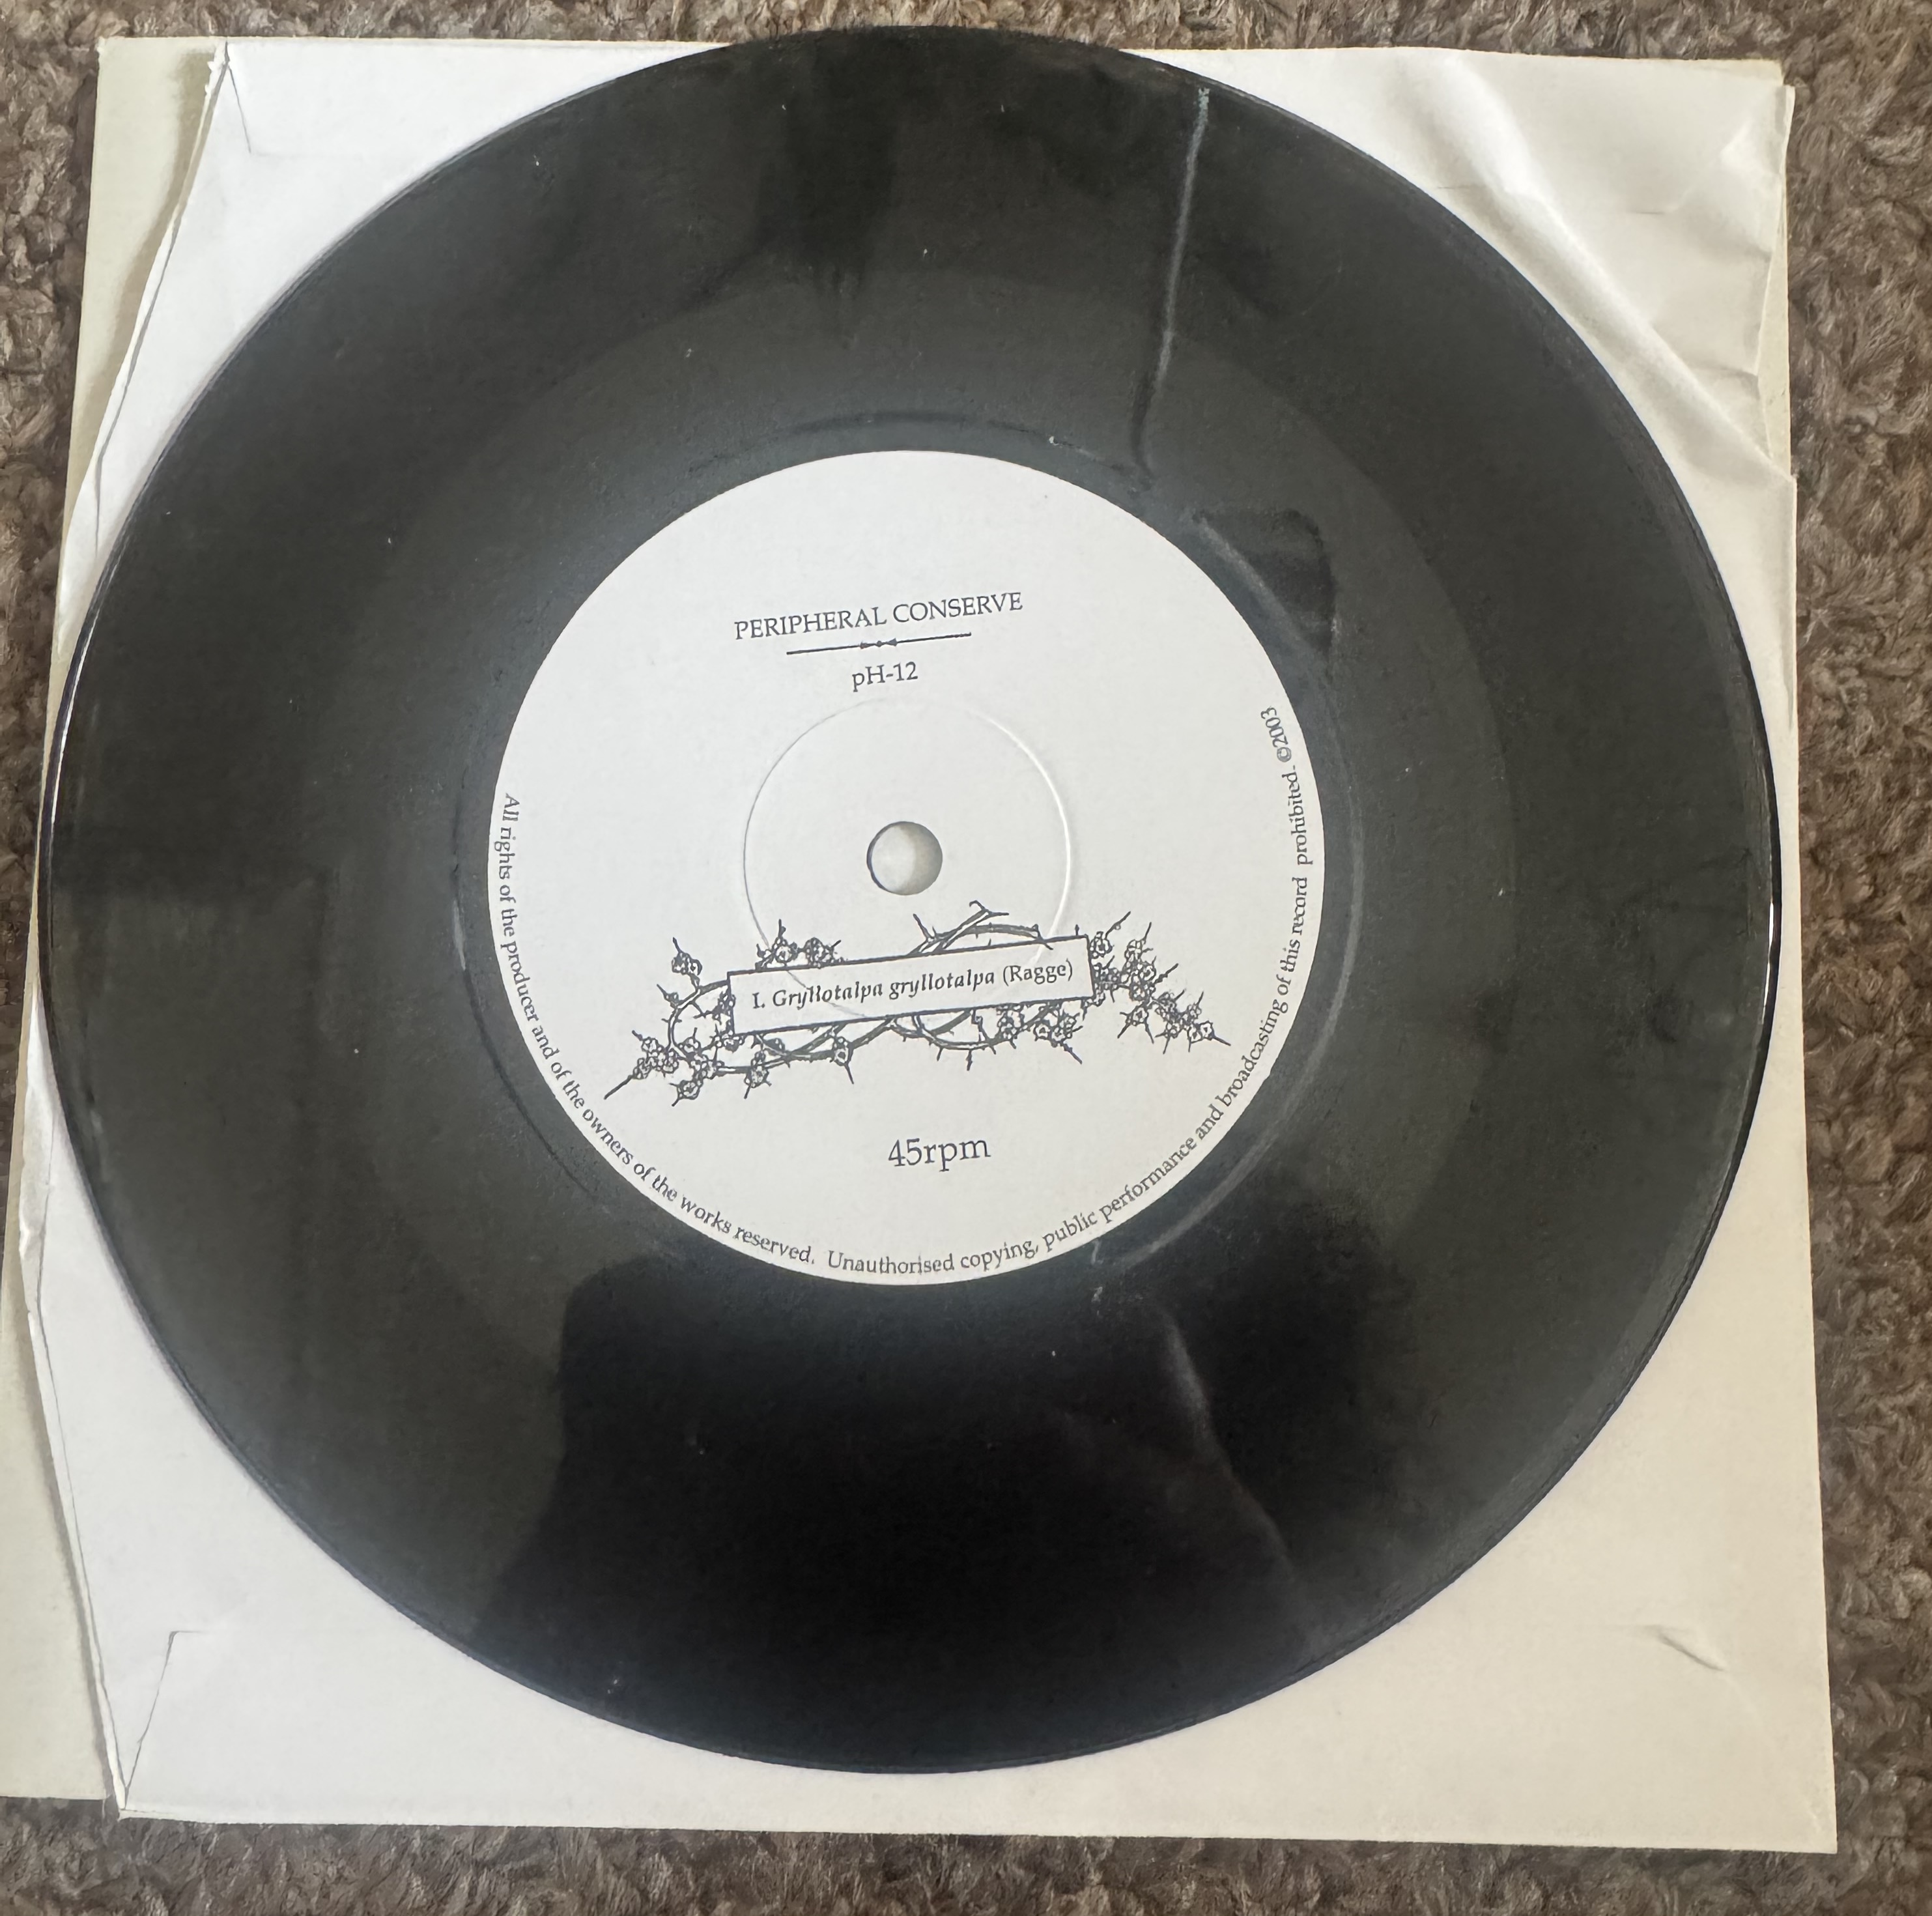 PERIPHERAL CONSERVE
pH-12
I. Gryllotalpa gryllotalpa (Ragge)
45rpm
All rights of the producer and of the owners of the works reserved. Unauthorised copying, public performance and broadcasting of this record prohibited. ©2003